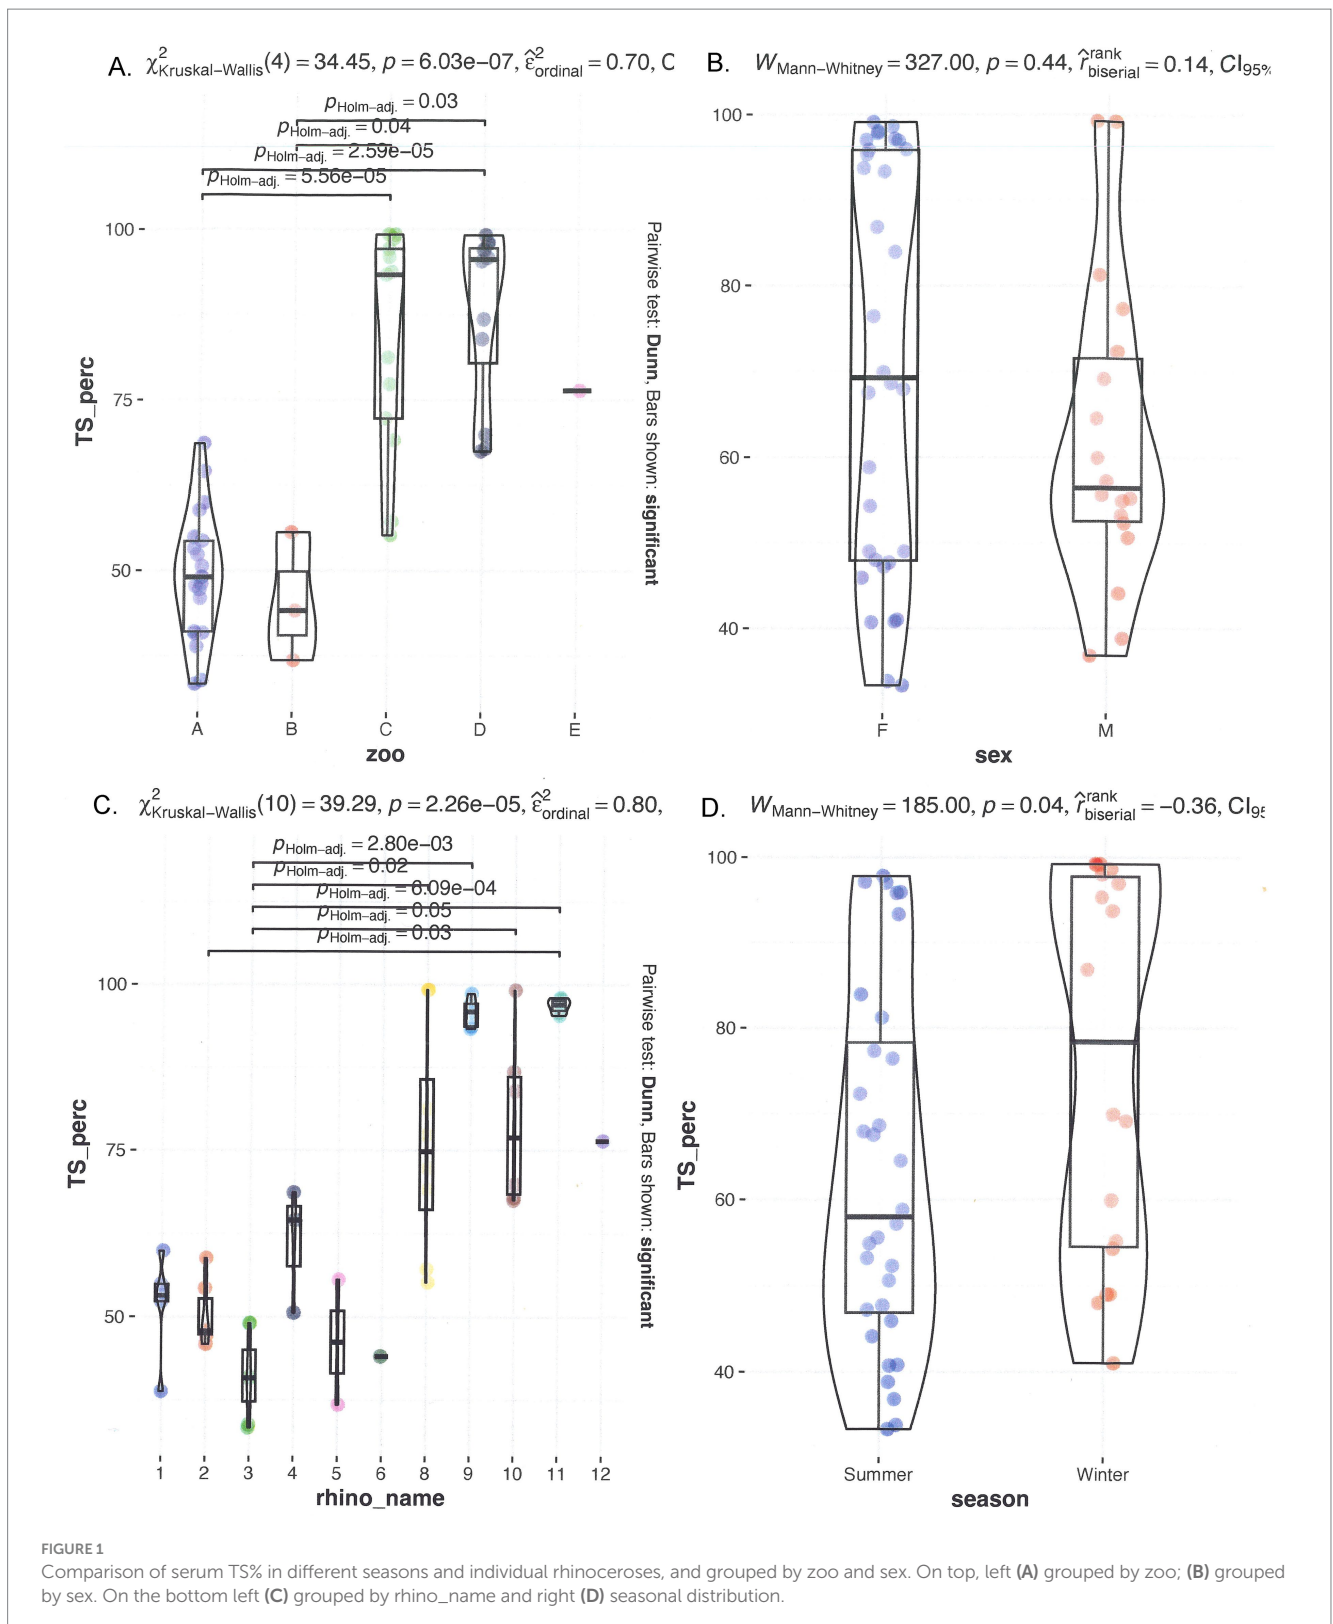 A. χ²Kruskal−Wallis(4) = 34.45, p = 6.03e−07, ε̂²ordinal = 0.70, C
pHolm−adj. = 0.03
pHolm−adj. = 0.04
pHolm−adj. = 2.59e−05
pHolm−adj. = 5.56e−05
100
75
50
TS_perc
A B C D E
zoo
Pairwise test: Dunn, Bars shown: significant
B. WMann−Whitney = 327.00, p = 0.44, r̂rankbiserial = 0.14, CI95%
100
80
60
40
F M
sex
C. χ²Kruskal−Wallis(10) = 39.29, p = 2.26e−05, ε̂²ordinal = 0.80,
pHolm−adj. = 2.80e−03
pHolm−adj. = 0.02
pHolm−adj. = 6.09e−04
pHolm−adj. = 0.05
pHolm−adj. = 0.03
100
75
50
TS_perc
1 2 3 4 5 6 8 9 10 11 12
rhino_name
Pairwise test: Dunn, Bars shown: significant
D. WMann−Whitney = 185.00, p = 0.04, r̂rankbiserial = −0.36, CI95
100
80
60
40
TS_perc
Summer Winter
season
FIGURE 1
Comparison of serum TS% in different seasons and individual rhinoceroses, and grouped by zoo and sex. On top, left (A) grouped by zoo; (B) grouped
by sex. On the bottom left (C) grouped by rhino_name and right (D) seasonal distribution.